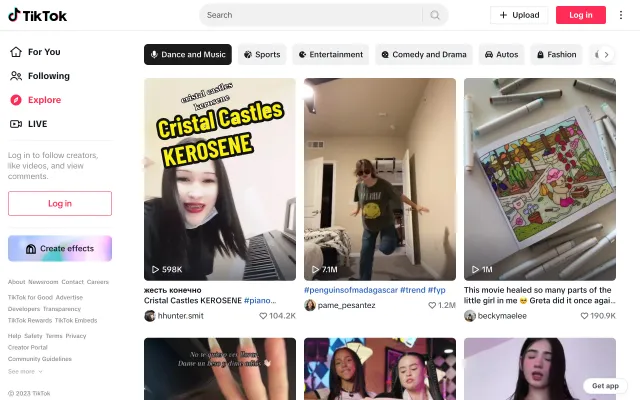 TikTok
Search
Upload
Log in
For You
Following
Explore
LIVE
Log in to follow creators,
like videos, and view
comments.
Log in
Create effects
About Newsroom Contact Careers
TikTok for Good Advertise
Developers Transparency
TikTok Rewards TikTok Embeds
Help Safety Terms Privacy
Creator Portal
Community Guidelines
See more
© 2023 TikTok
Dance and Music
Sports
Entertainment
Comedy and Drama
Autos
Fashion
cristal castles
kerosene
Cristal Castles
KEROSENE
598K
жесть конечно
Cristal Castles KEROSENE #piano...
hhunter.smit
104.2K
7.1M
#penguinsofmadagascar #trend #fyp
pame_pesantez
1.2M
1M
This movie healed so many parts of the
little girl in me 🥹 Greta did it once agai...
beckymaelee
190.9K
No te quiero ver llorar
Get app